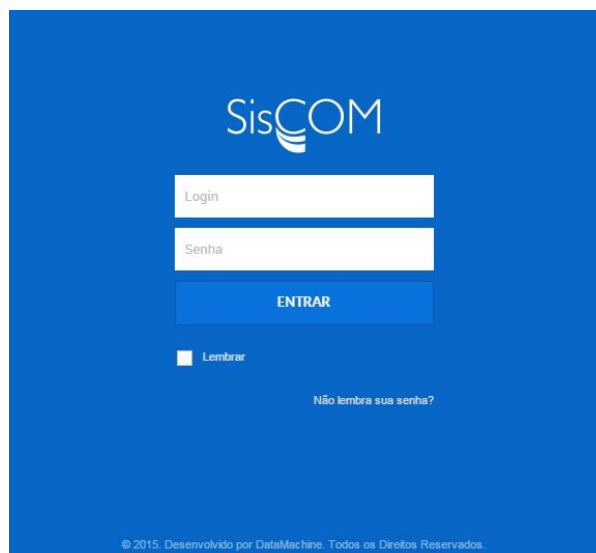 SisCOM
Login
Senha
ENTRAR
Lembrar
Não lembra sua senha?
© 2015. Desenvolvido por DataMachine. Todos os Direitos Reservados.